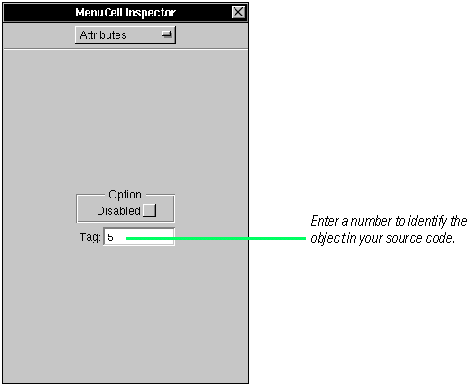 MenuCell Inspector
Attributes
Option
Disabled
Tag: 5
Enter a number to identify the
object in your source code.